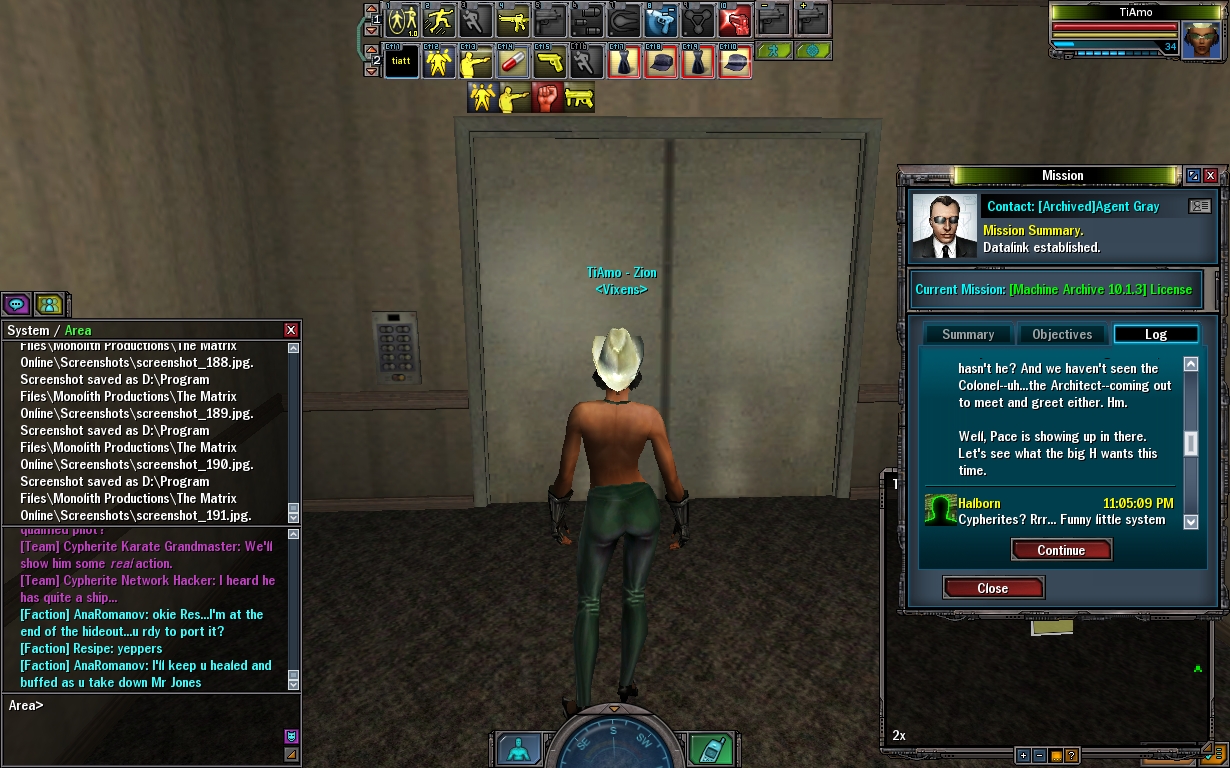 TiAmo
34
1
2
tiatt
Mission
Contact: [Archived]Agent Gray
Mission Summary.
Datalink established.
Current Mission: [Machine Archive 10.1.3] License
Summary
Objectives
Log
hasn't he? And we haven't seen the
Colonel--uh...the Architect--coming out
to meet and greet either. Hm.
Well, Pace is showing up in there.
Let's see what the big H wants this
time.
Halborn
11:05:09 PM
Cypherites? Rrr... Funny little system
Continue
Close
TiAmo - Zion
<Vixens>
System / Area
Files\Monolith Productions\The Matrix
Online\Screenshots\screenshot_188.jpg.
Screenshot saved as D:\Program
Files\Monolith Productions\The Matrix
Online\Screenshots\screenshot_189.jpg.
Screenshot saved as D:\Program
Files\Monolith Productions\The Matrix
Online\Screenshots\screenshot_190.jpg.
Screenshot saved as D:\Program
Files\Monolith Productions\The Matrix
Online\Screenshots\screenshot_191.jpg.
qualified pilot?
[Team] Cypherite Karate Grandmaster: We'll
show him some real action.
[Team] Cypherite Network Hacker: I heard he
has quite a ship...
[Faction] AnaRomanov: okie Res...I'm at the
end of the hideout...u rdy to port it?
[Faction] Resipe: yeppers
[Faction] AnaRomanov: I'll keep u healed and
buffed as u take down Mr Jones
Area>
SE
S
SW
2x